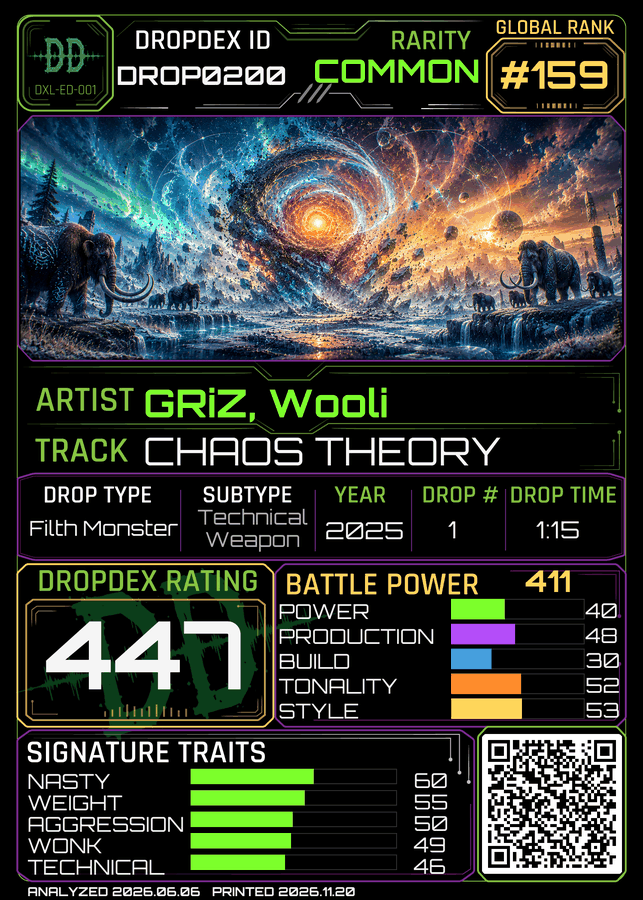 DD
DXL-ED-001
DROPDEX ID
DROP0200
RARITY
COMMON
GLOBAL RANK
#159
ARTIST GRiZ, Wooli
TRACK CHAOS THEORY
DROP TYPE
Filth Monster
SUBTYPE
Technical
Weapon
YEAR
2025
DROP #
1
DROP TIME
1:15
DROPDEX RATING
447
BATTLE POWER 411
POWER 40
PRODUCTION 48
BUILD 30
TONALITY 52
STYLE 53
SIGNATURE TRAITS
NASTY 60
WEIGHT 55
AGGRESSION 50
WONK 49
TECHNICAL 46
ANALYZED 2026.06.06 PRINTED 2026.11.20